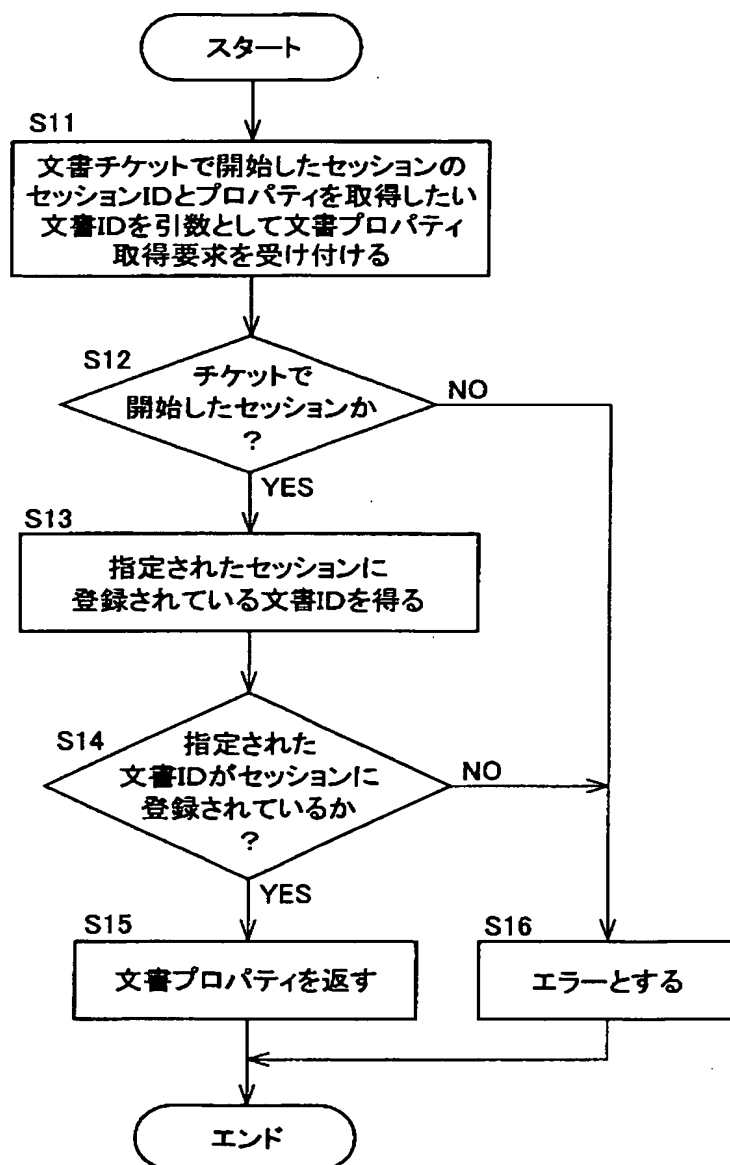 スタート
S11
文書チケットで開始したセッションの
セッションIDとプロパティを取得したい
文書IDを引数として文書プロパティ
取得要求を受け付ける
S12
チケットで
開始したセッションか
?
NO
YES
S13
指定されたセッションに
登録されている文書IDを得る
S14
指定された
文書IDがセッションに
登録されているか
?
NO
YES
S15
文書プロパティを返す
S16
エラーとする
エンド